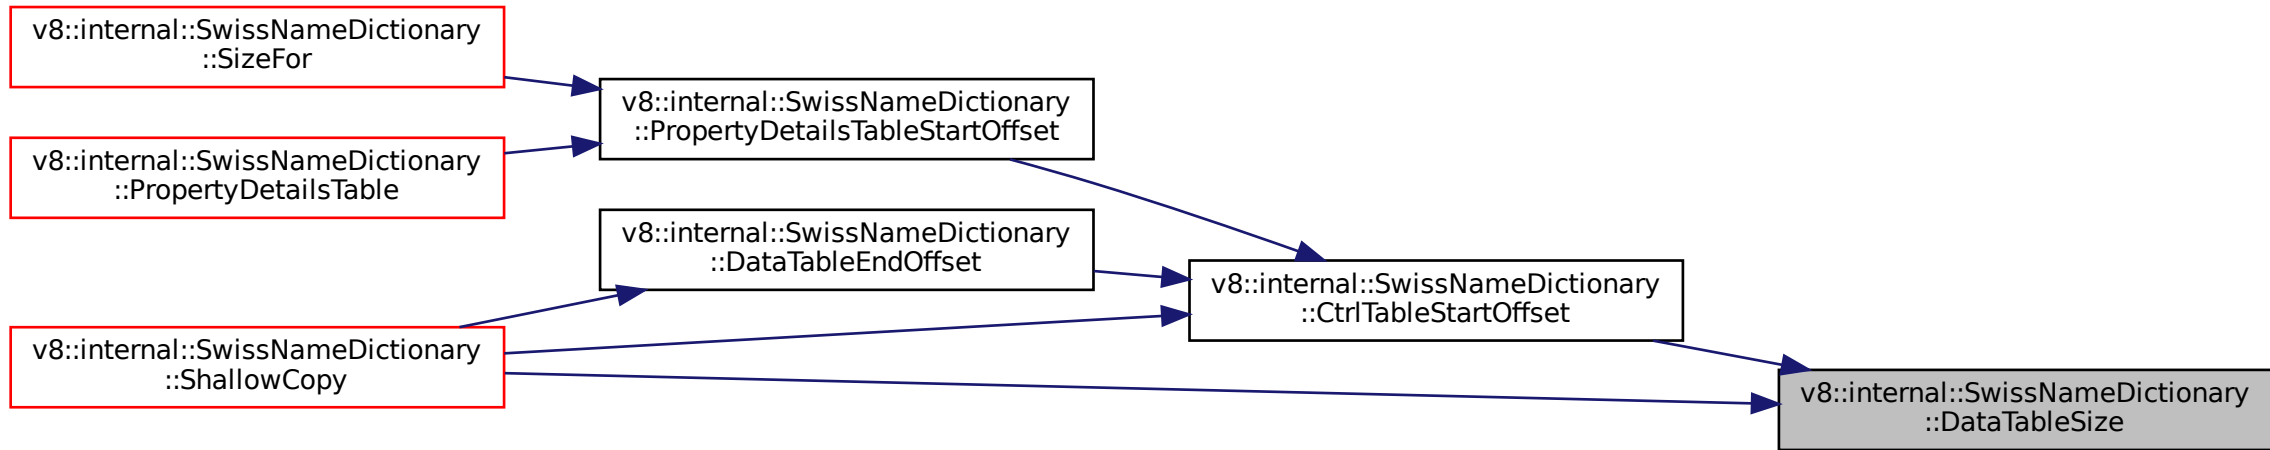 v8::internal::SwissNameDictionary
::SizeFor
v8::internal::SwissNameDictionary
::PropertyDetailsTableStartOffset
v8::internal::SwissNameDictionary
::PropertyDetailsTable
v8::internal::SwissNameDictionary
::DataTableEndOffset
v8::internal::SwissNameDictionary
::CtrlTableStartOffset
v8::internal::SwissNameDictionary
::ShallowCopy
v8::internal::SwissNameDictionary
::DataTableSize